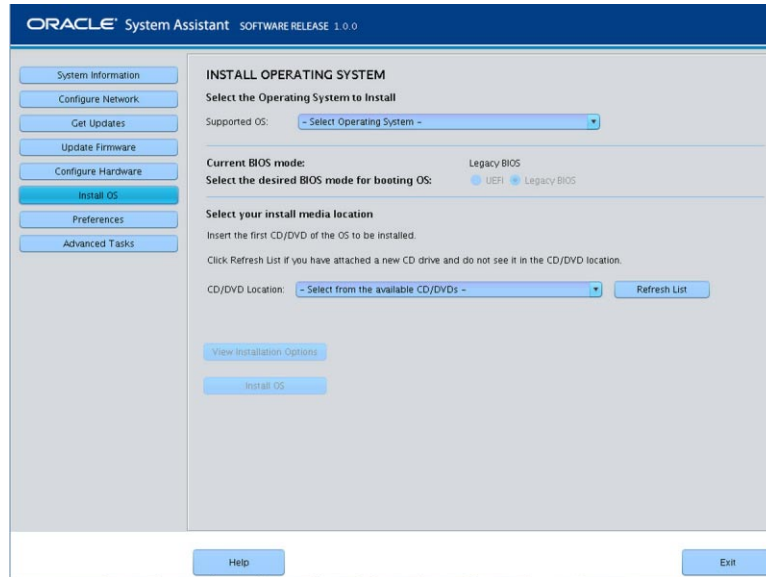 ORACLE® System Assistant SOFTWARE RELEASE 1.0.0
System Information
Configure Network
Get Updates
Update Firmware
Configure Hardware
Install OS
Preferences
Advanced Tasks
INSTALL OPERATING SYSTEM
Select the Operating System to Install
Supported OS: - Select Operating System -
Current BIOS mode: Legacy BIOS
Select the desired BIOS mode for booting OS: UEFI Legacy BIOS
Select your install media location
Insert the first CD/DVD of the OS to be installed.
Click Refresh List if you have attached a new CD drive and do not see it in the CD/DVD location.
CD/DVD Location: - Select from the available CD/DVDs - Refresh List
View Installation Options
Install OS
Help Exit